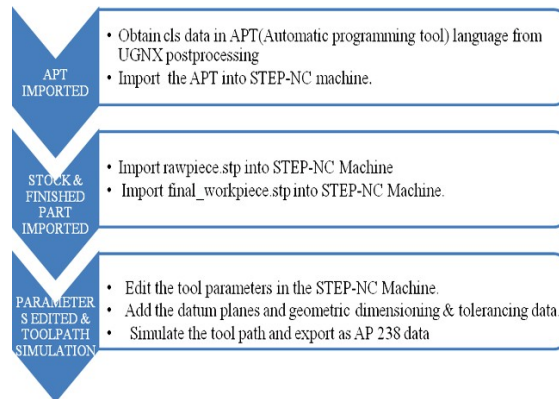 • Obtain cls data in APT(Automatic programming tool) language from
UGNX postprocessing
• Import the APT into STEP-NC machine.
APT
IMPORTED
• Import rawpiece.stp into STEP-NC Machine
• Import final_workpiece.stp into STEP-NC Machine.
STOCK &
FINISHED
PART
IMPORTED
• Edit the tool parameters in the STEP-NC Machine.
• Add the datum planes and geometric dimensioning & tolerancing data.
• Simulate the tool path and export as AP 238 data
PARAMETER
S EDITED &
TOOLPATH
SIMULATION